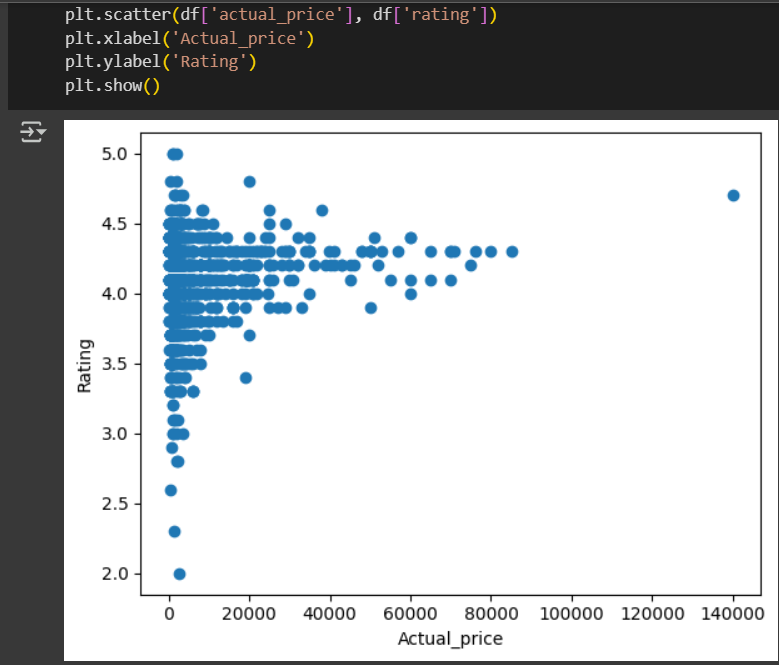 plt.scatter(df['actual_price'], df['rating'])
plt.xlabel('Actual_price')
plt.ylabel('Rating')
plt.show()
5.0
4.5
4.0
3.5
3.0
2.5
2.0
Rating
0 20000 40000 60000 80000 100000 120000 140000
Actual_price